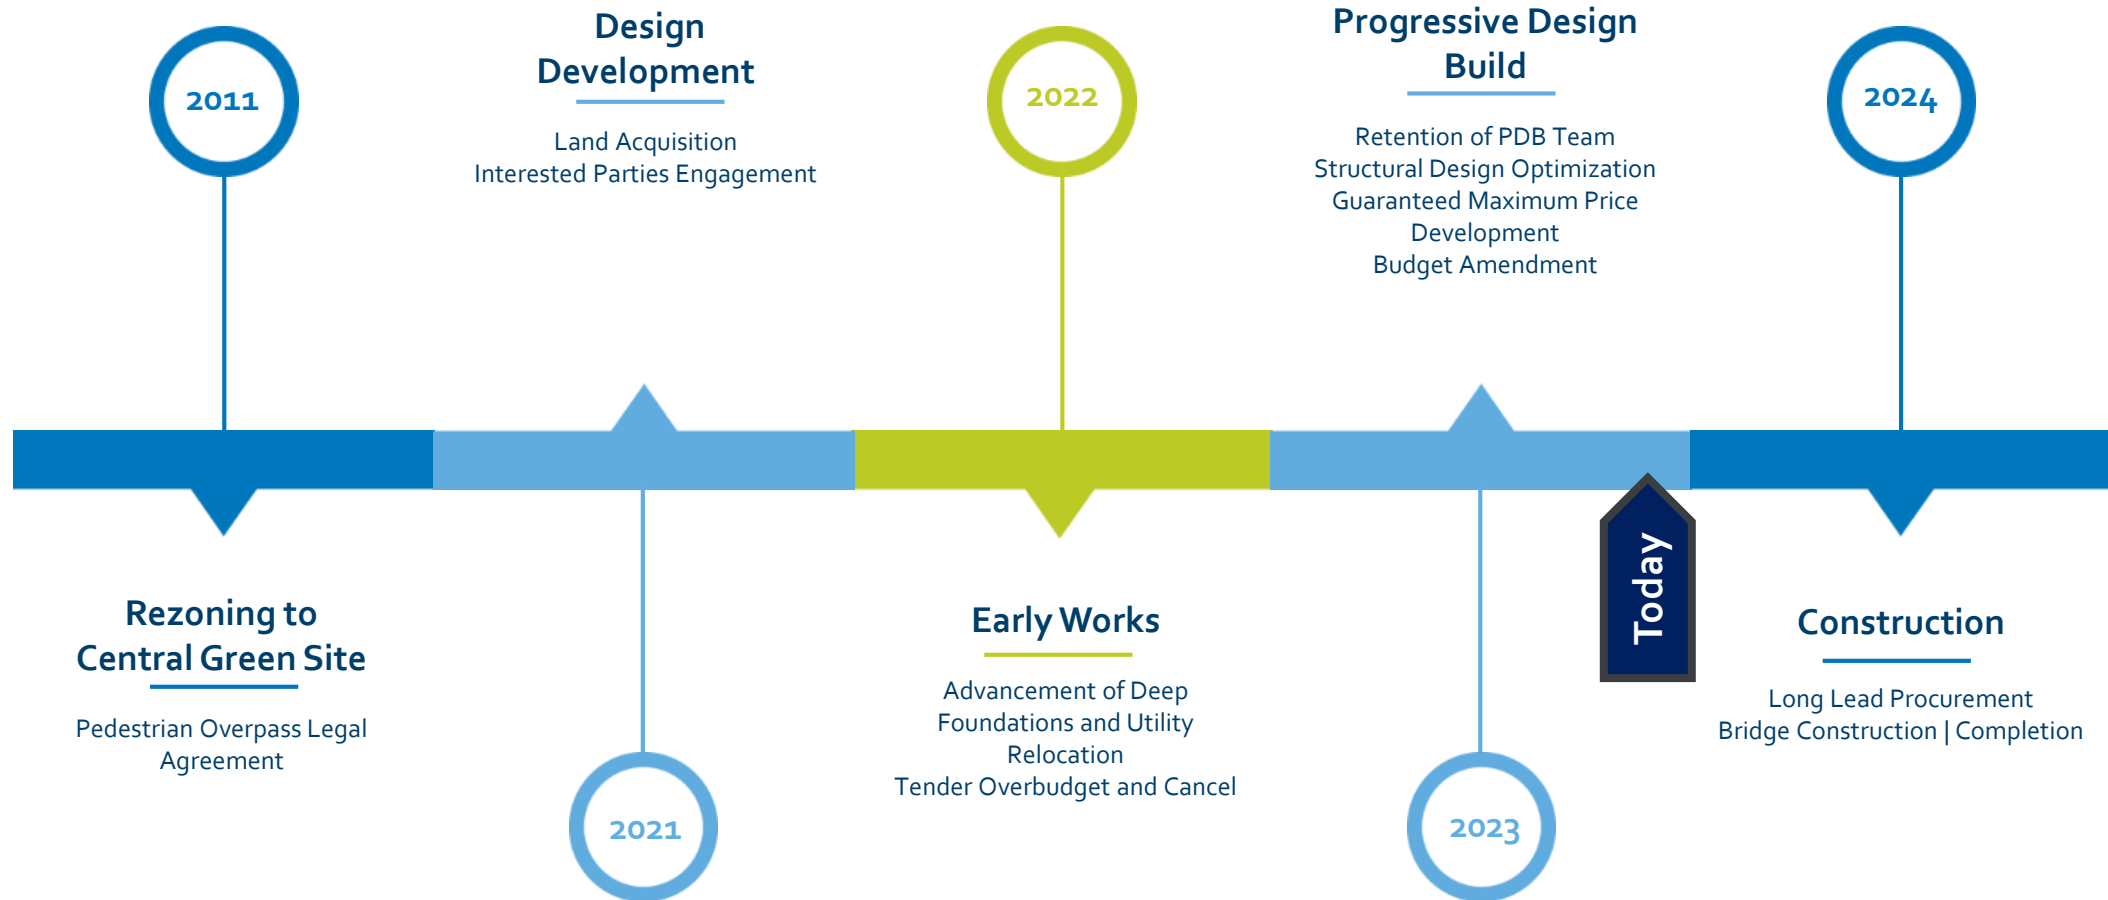 2011
Rezoning to
Central Green Site
Pedestrian Overpass Legal
Agreement
Design
Development
Land Acquisition
Interested Parties Engagement
2021
2022
Early Works
Advancement of Deep
Foundations and Utility
Relocation
Tender Overbudget and Cancel
Progressive Design
Build
Retention of PDB Team
Structural Design Optimization
Guaranteed Maximum Price
Development
Budget Amendment
2023
Today
2024
Construction
Long Lead Procurement
Bridge Construction | Completion